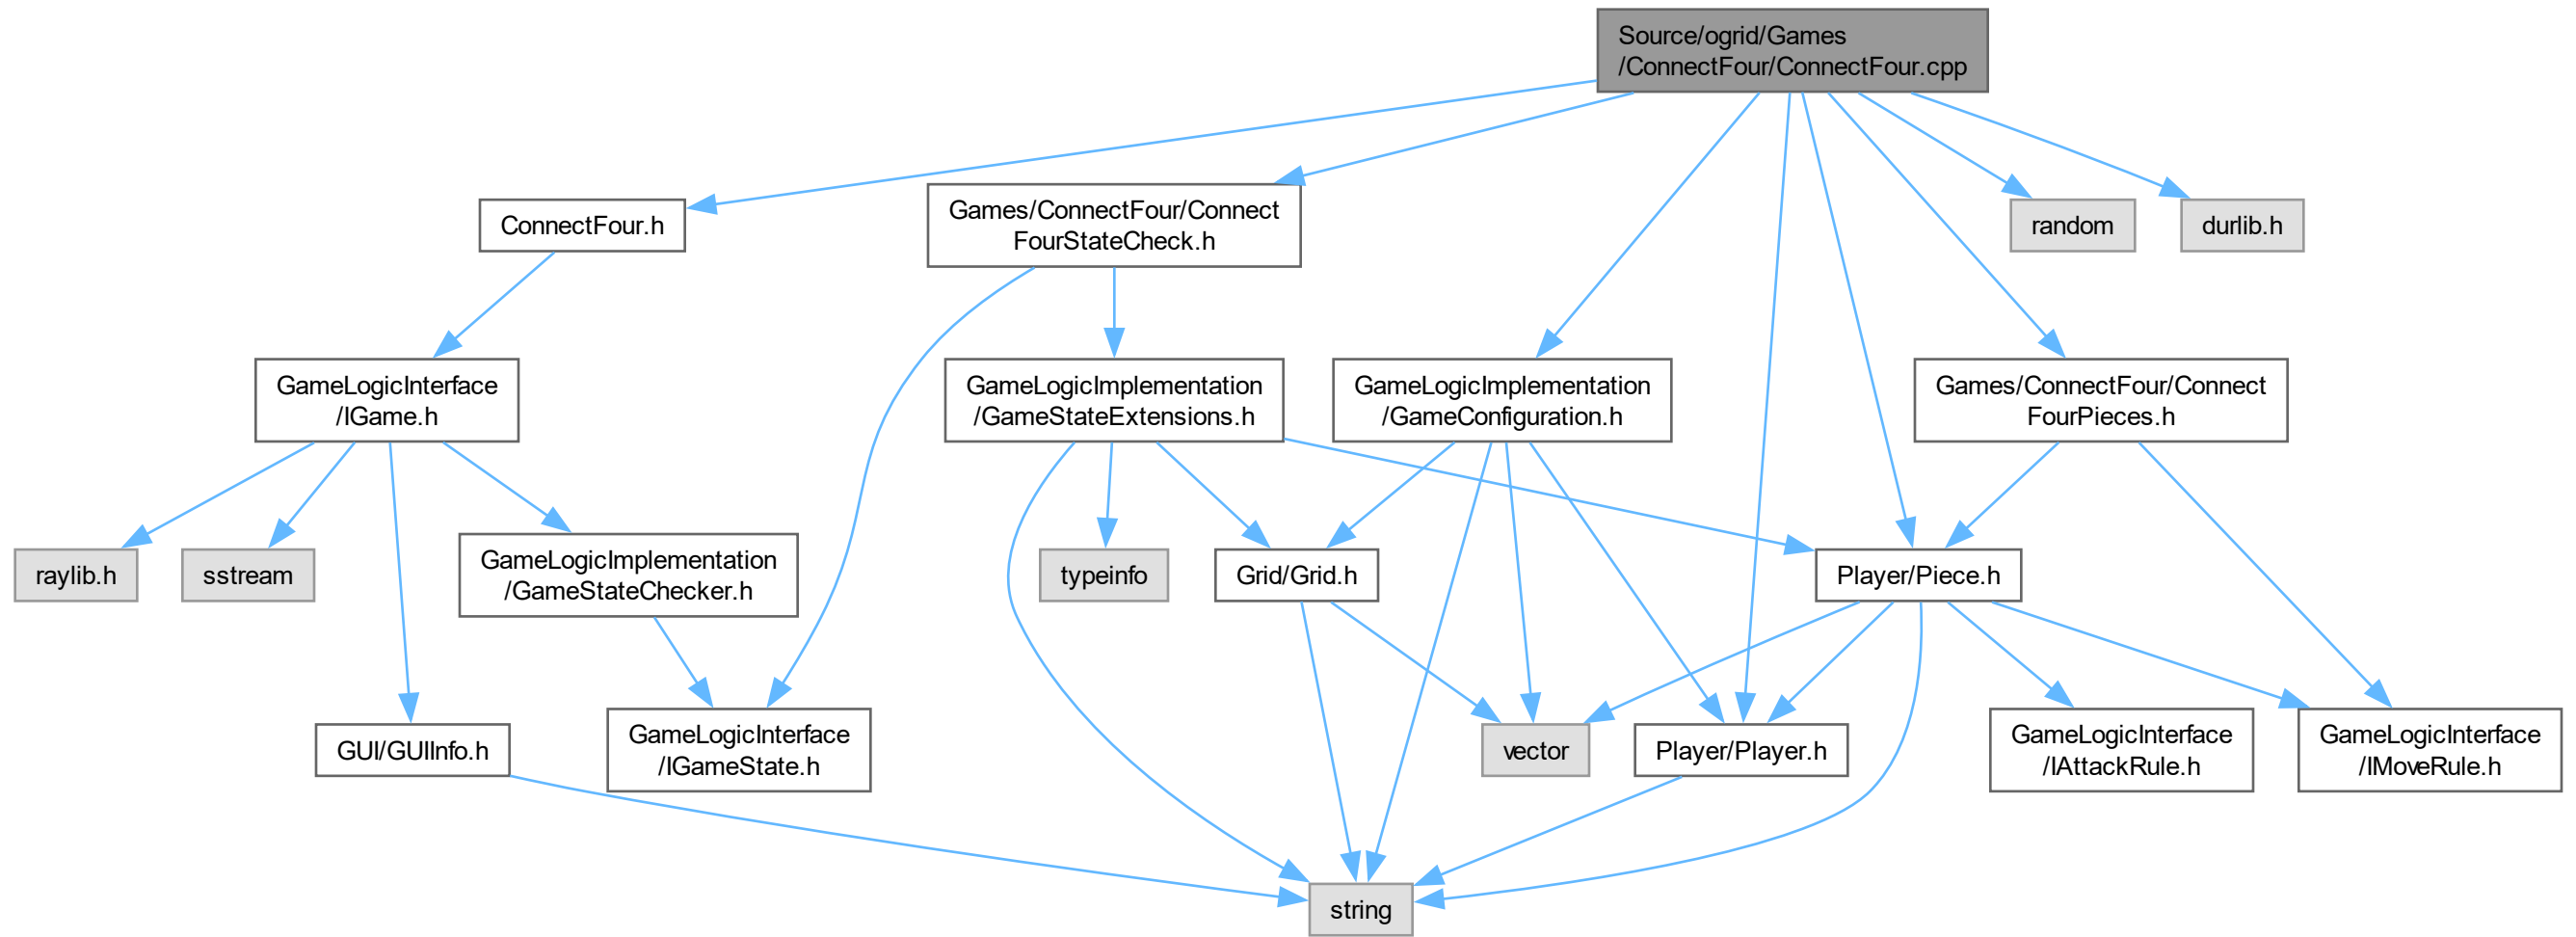 Source/ogrid/Games
/ConnectFour/ConnectFour.cpp
ConnectFour.h
Games/ConnectFour/Connect
FourStateCheck.h
random
durlib.h
GameLogicInterface
/IGame.h
GameLogicImplementation
/GameStateExtensions.h
GameLogicImplementation
/GameConfiguration.h
Games/ConnectFour/Connect
FourPieces.h
raylib.h
sstream
GameLogicImplementation
/GameStateChecker.h
typeinfo
Grid/Grid.h
Player/Piece.h
GUI/GUIInfo.h
GameLogicInterface
/IGameState.h
vector
Player/Player.h
GameLogicInterface
/IAttackRule.h
GameLogicInterface
/IMoveRule.h
string